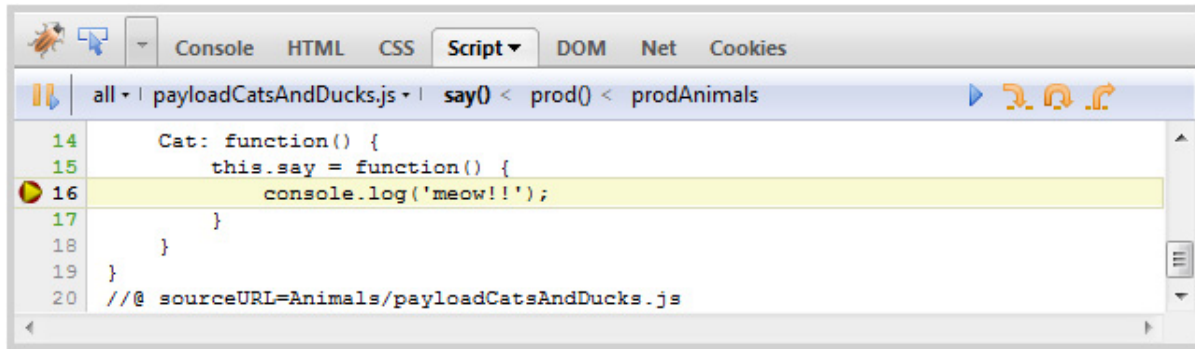 Console HTML CSS Script DOM Net Cookies
all payloadCatsAndDucks.js say() < prod() < prodAnimals
14 Cat: function() {
15 this.say = function() {
16 console.log('meow!!');
17 }
18 }
19 }
20 //@ sourceURL=Animals/payloadCatsAndDucks.js